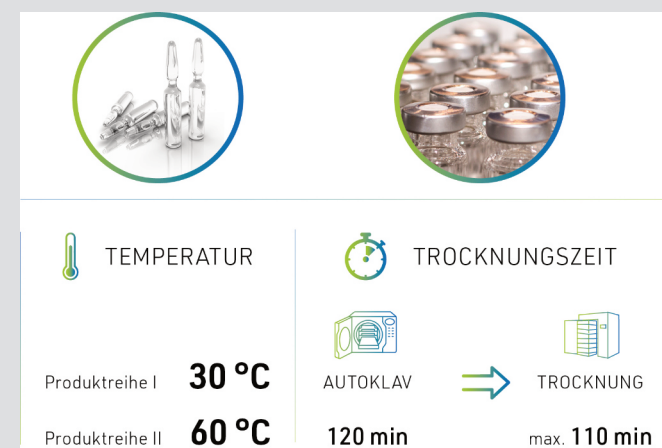 TEMPERATUR
Produktreihe I 30 °C
Produktreihe II 60 °C
TROCKNUNGSZEIT
AUTOKLAV
TROCKNUNG
120 min
max. 110 min